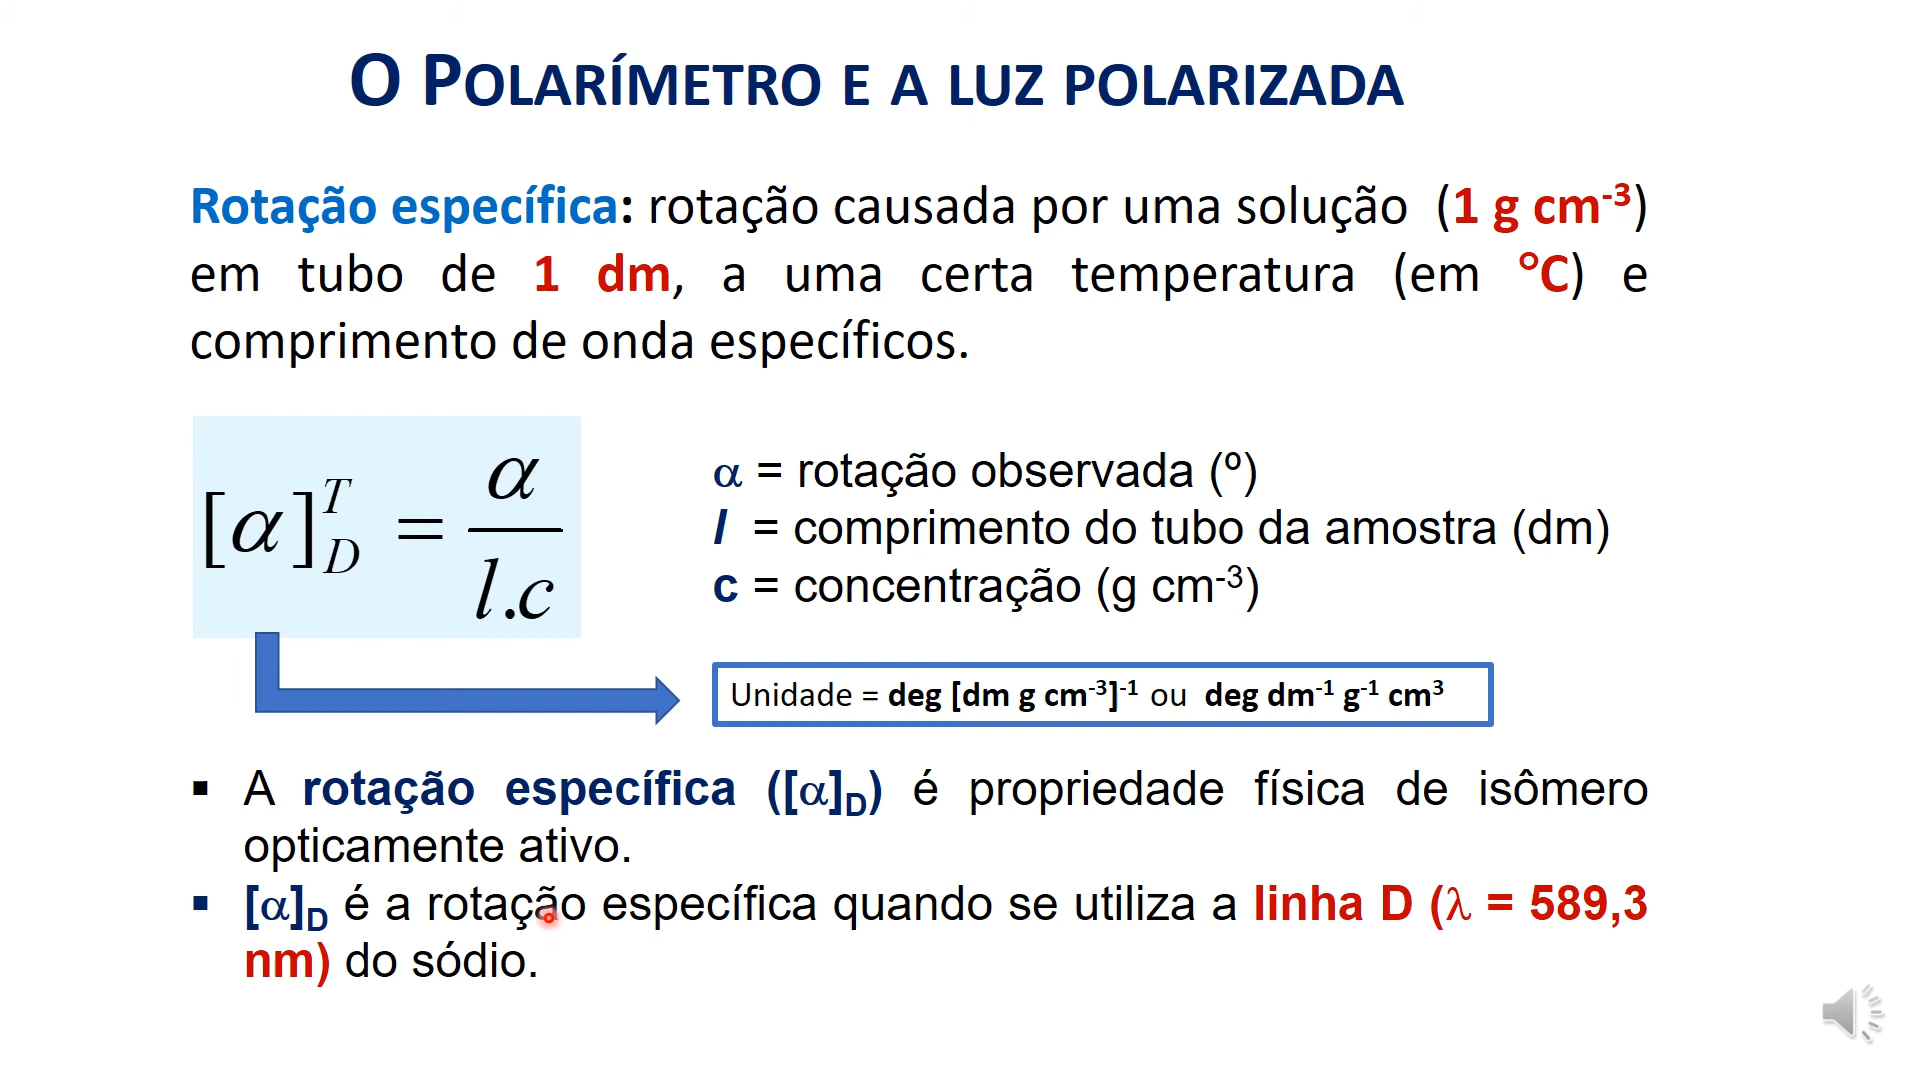 O POLARÍMETRO E A LUZ POLARIZADA
Rotação específica: rotação causada por uma solução (1 g cm⁻³)
em tubo de 1 dm, a uma certa temperatura (em °C) e
comprimento de onda específicos.
[α]ᵀ_D = α / l.c
α = rotação observada (º)
l = comprimento do tubo da amostra (dm)
c = concentração (g cm⁻³)
Unidade = deg [dm g cm⁻³]⁻¹ ou deg dm⁻¹ g⁻¹ cm³
▪ A rotação específica ([α]_D) é propriedade física de isômero
opticamente ativo.
▪ [α]_D é a rotação específica quando se utiliza a linha D (λ = 589,3
nm) do sódio.